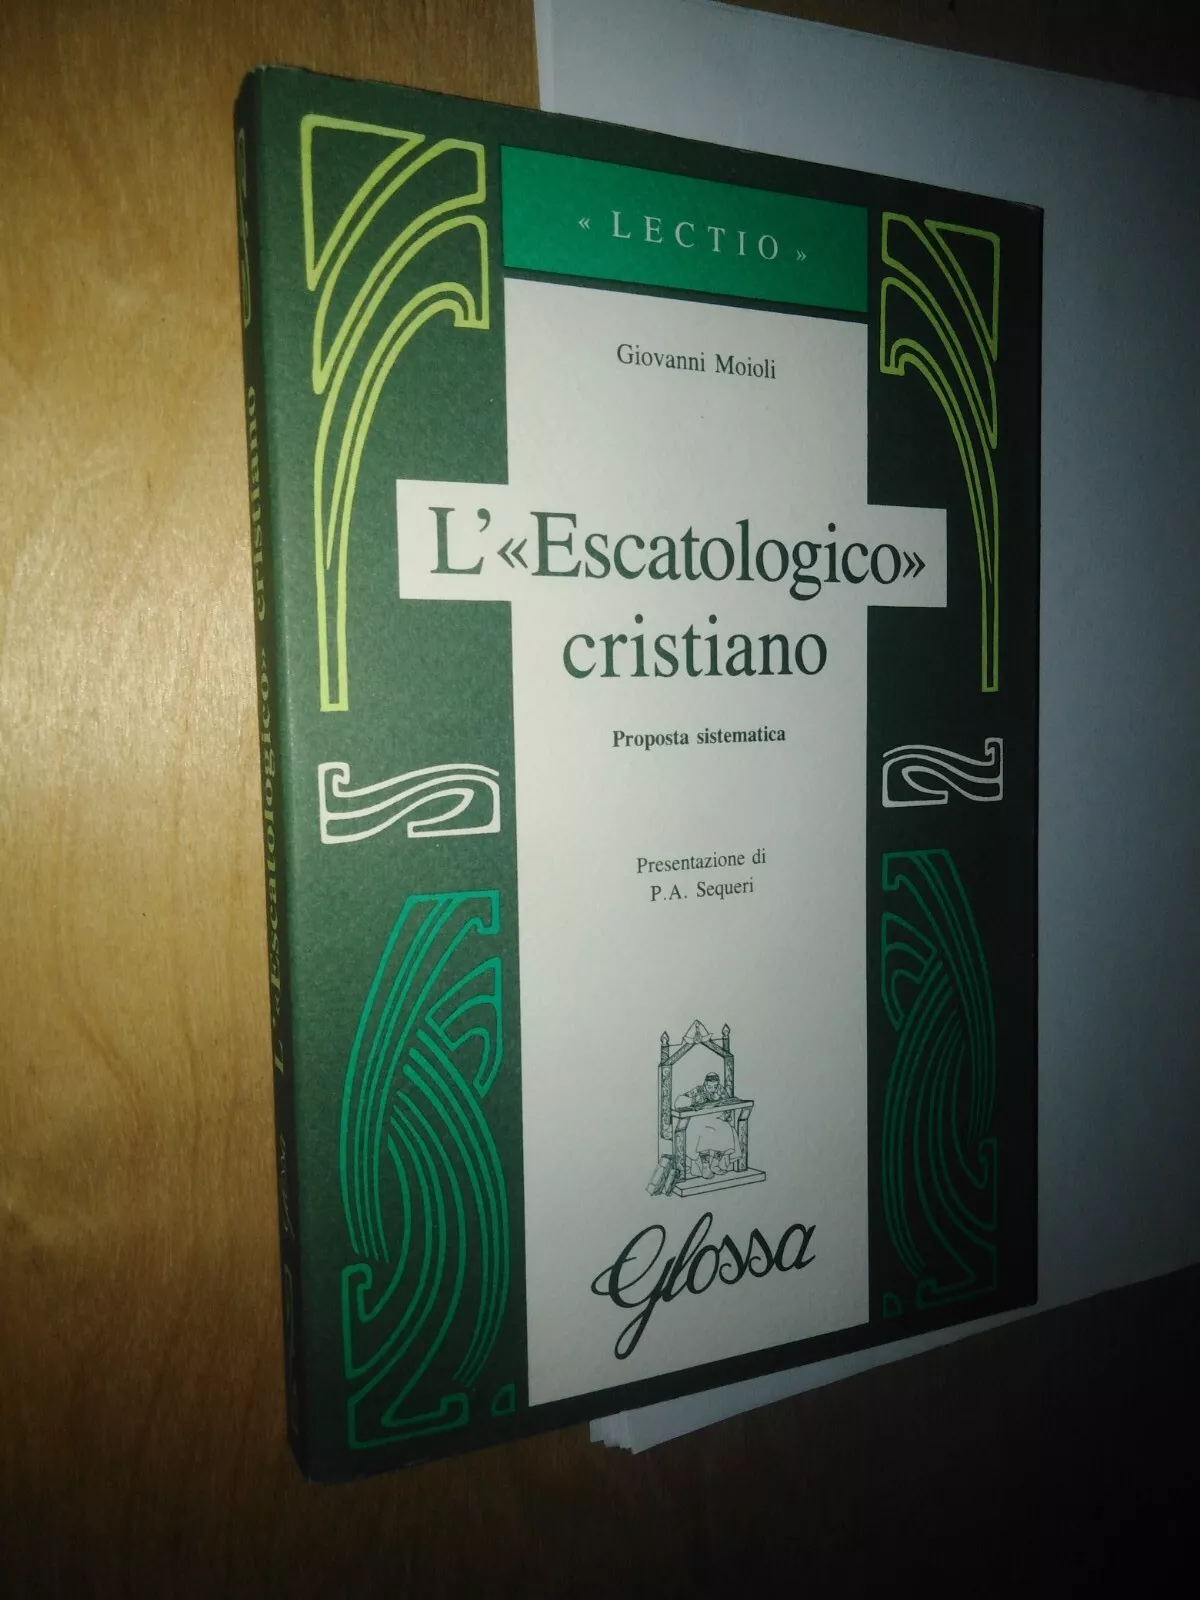 « LECTIO »
Giovanni Moioli
L'«Escatologico»
cristiano
Proposta sistematica
Presentazione di
P.A. Sequeri
Glossa
L'«Escatologico» cristiano